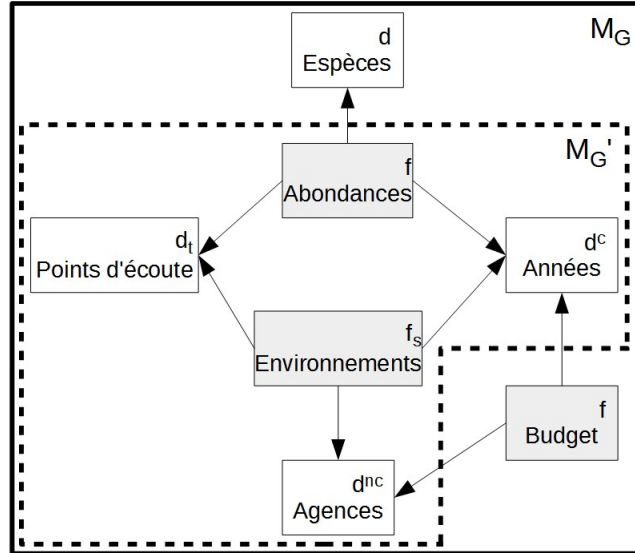 M_G
d
Espèces
M_G'
f
Abondances
d_t
Points d'écoute
d^c
Années
f_s
Environnements
f
Budget
d^nc
Agences